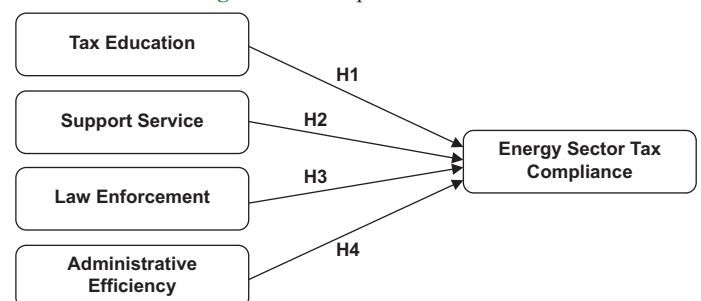 Tax Education
H1
Support Service
H2
Energy Sector Tax
Compliance
H3
Law Enforcement
H4
Administrative
Efficiency